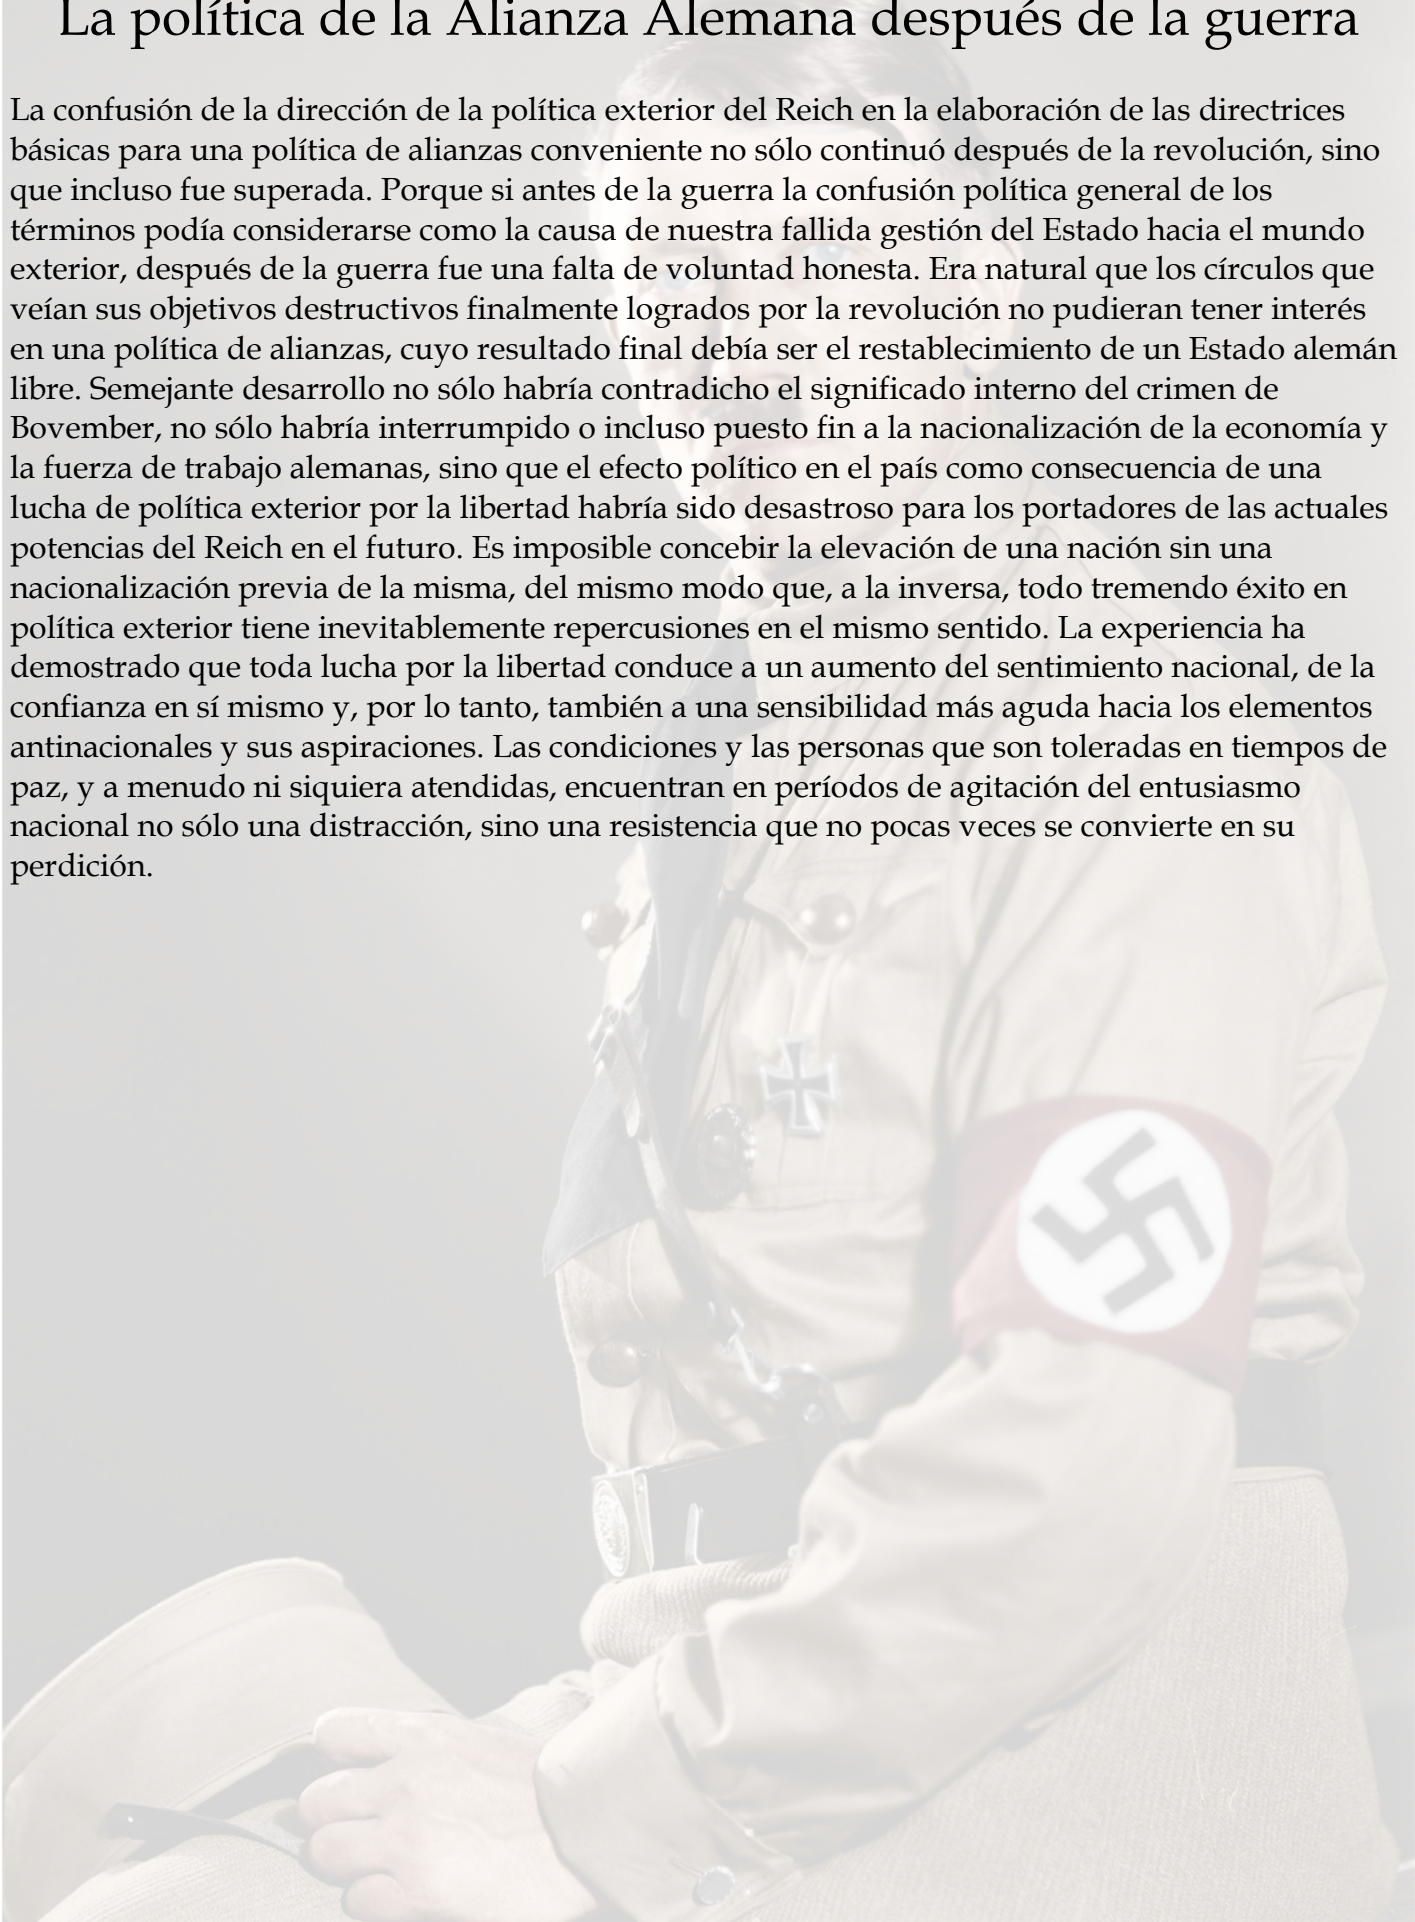 La política de la Alianza Alemana después de la guerra
La confusión de la dirección de la política exterior del Reich en la elaboración de las directrices
básicas para una política de alianzas conveniente no sólo continuó después de la revolución, sino
que incluso fue superada. Porque si antes de la guerra la confusión política general de los
términos podía considerarse como la causa de nuestra fallida gestión del Estado hacia el mundo
exterior, después de la guerra fue una falta de voluntad honesta. Era natural que los círculos que
veían sus objetivos destructivos finalmente logrados por la revolución no pudieran tener interés
en una política de alianzas, cuyo resultado final debía ser el restablecimiento de un Estado alemán
libre. Semejante desarrollo no sólo habría contradicho el significado interno del crimen de
Bovember, no sólo habría interrumpido o incluso puesto fin a la nacionalización de la economía y
la fuerza de trabajo alemanas, sino que el efecto político en el país como consecuencia de una
lucha de política exterior por la libertad habría sido desastroso para los portadores de las actuales
potencias del Reich en el futuro. Es imposible concebir la elevación de una nación sin una
nacionalización previa de la misma, del mismo modo que, a la inversa, todo tremendo éxito en
política exterior tiene inevitablemente repercusiones en el mismo sentido. La experiencia ha
demostrado que toda lucha por la libertad conduce a un aumento del sentimiento nacional, de la
confianza en sí mismo y, por lo tanto, también a una sensibilidad más aguda hacia los elementos
antinacionales y sus aspiraciones. Las condiciones y las personas que son toleradas en tiempos de
paz, y a menudo ni siquiera atendidas, encuentran en períodos de agitación del entusiasmo
nacional no sólo una distracción, sino una resistencia que no pocas veces se convierte en su
perdición.